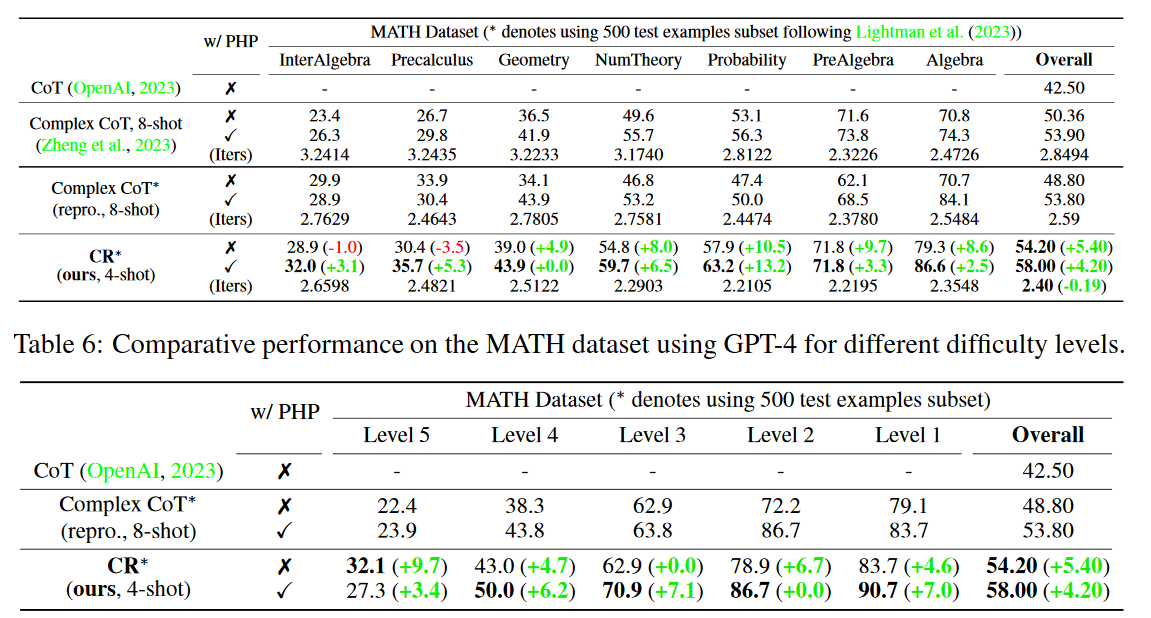 w/ PHP MATH Dataset (* denotes using 500 test examples subset following Lightman et al. (2023))
InterAlgebra Precalculus Geometry NumTheory Probability PreAlgebra Algebra Overall
CoT (OpenAI, 2023) ✗ - - - - - - - 42.50
Complex CoT, 8-shot (Zheng et al., 2023)
✗ 23.4 26.7 36.5 49.6 53.1 71.6 70.8 50.36
✓ 26.3 29.8 41.9 55.7 56.3 73.8 74.3 53.90
(Iters) 3.2414 3.2435 3.2233 3.1740 2.8122 2.3226 2.4726 2.8494
Complex CoT* (repro., 8-shot)
✗ 29.9 33.9 34.1 46.8 47.4 62.1 70.7 48.80
✓ 28.9 30.4 43.9 53.2 50.0 68.5 84.1 53.80
(Iters) 2.7629 2.4643 2.7805 2.7581 2.4474 2.3780 2.5484 2.59
CR* (ours, 4-shot)
✗ 28.9 (-1.0) 30.4 (-3.5) 39.0 (+4.9) 54.8 (+8.0) 57.9 (+10.5) 71.8 (+9.7) 79.3 (+8.6) 54.20 (+5.40)
✓ 32.0 (+3.1) 35.7 (+5.3) 43.9 (+0.0) 59.7 (+6.5) 63.2 (+13.2) 71.8 (+3.3) 86.6 (+2.5) 58.00 (+4.20)
(Iters) 2.6598 2.4821 2.5122 2.2903 2.2105 2.2195 2.3548 2.40 (-0.19)
Table 6: Comparative performance on the MATH dataset using GPT-4 for different difficulty levels.
w/ PHP MATH Dataset (* denotes using 500 test examples subset)
Level 5 Level 4 Level 3 Level 2 Level 1 Overall
CoT (OpenAI, 2023) ✗ - - - - - 42.50
Complex CoT* ✗ 22.4 38.3 62.9 72.2 79.1 48.80
(repro., 8-shot) ✓ 23.9 43.8 63.8 86.7 83.7 53.80
CR* ✗ 32.1 (+9.7) 43.0 (+4.7) 62.9 (+0.0) 78.9 (+6.7) 83.7 (+4.6) 54.20 (+5.40)
(ours, 4-shot) ✓ 27.3 (+3.4) 50.0 (+6.2) 70.9 (+7.1) 86.7 (+0.0) 90.7 (+7.0) 58.00 (+4.20)